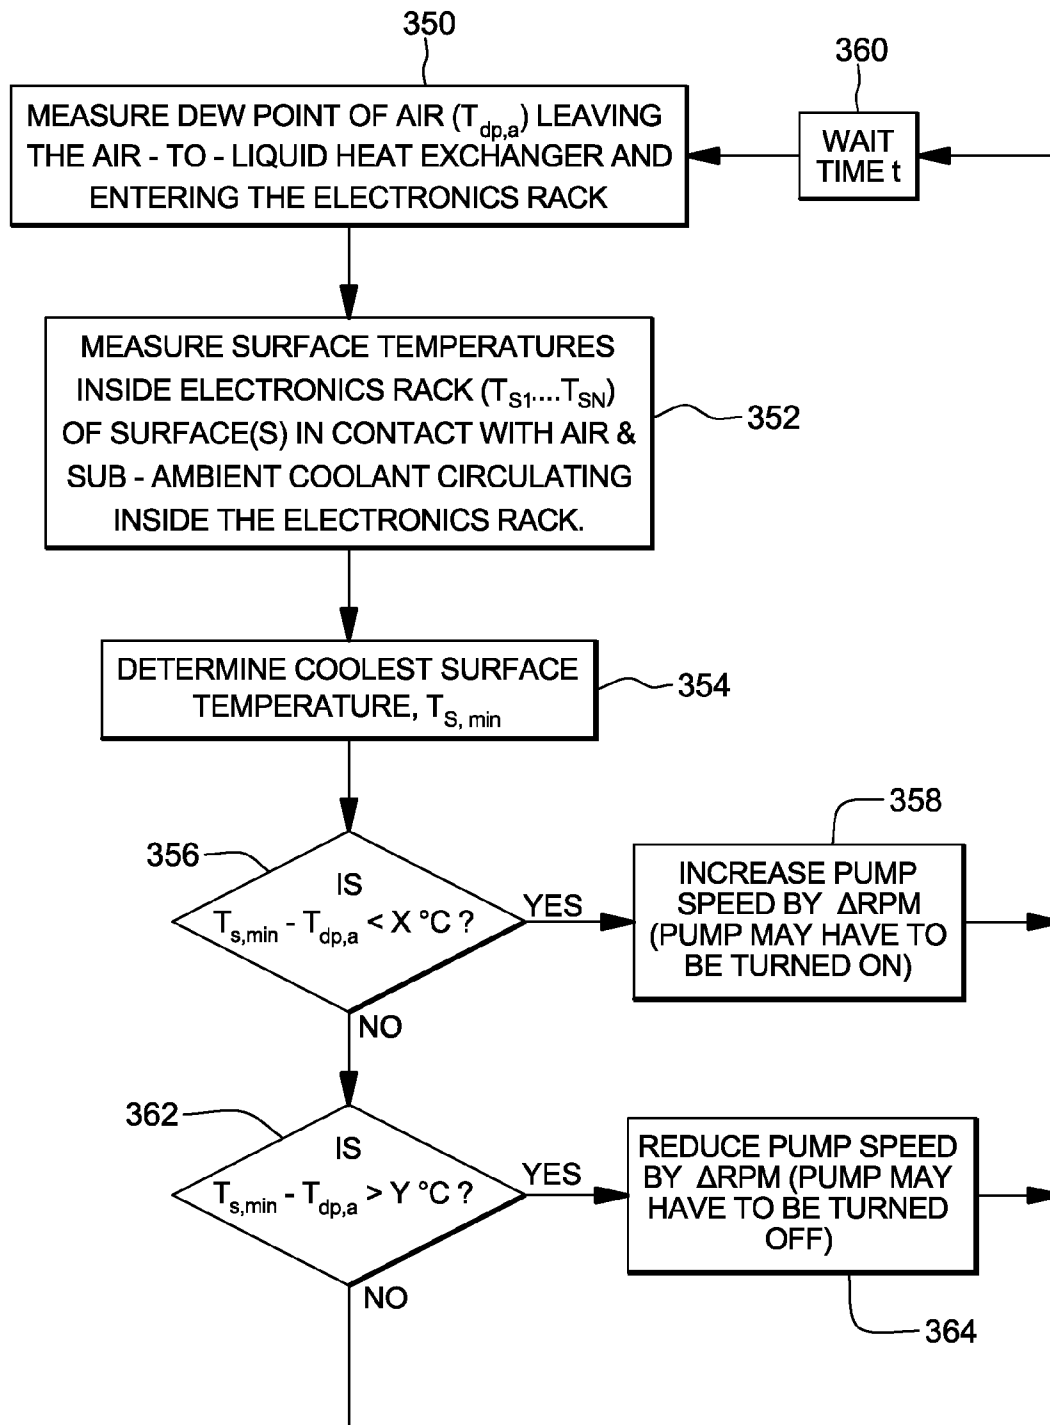 350
360
MEASURE DEW POINT OF AIR (Tdp,a) LEAVING
THE AIR - TO - LIQUID HEAT EXCHANGER AND
ENTERING THE ELECTRONICS RACK
WAIT
TIME t
MEASURE SURFACE TEMPERATURES
INSIDE ELECTRONICS RACK (TS1....TSN)
OF SURFACE(S) IN CONTACT WITH AIR &
SUB - AMBIENT COOLANT CIRCULATING
INSIDE THE ELECTRONICS RACK.
352
DETERMINE COOLEST SURFACE
TEMPERATURE, TS, min
354
356
IS
Ts,min - Tdp,a < X °C ?
YES
NO
358
INCREASE PUMP
SPEED BY ΔRPM
(PUMP MAY HAVE TO
BE TURNED ON)
362
IS
Ts,min - Tdp,a > Y °C ?
YES
NO
REDUCE PUMP SPEED
BY ΔRPM (PUMP MAY
HAVE TO BE TURNED
OFF)
364